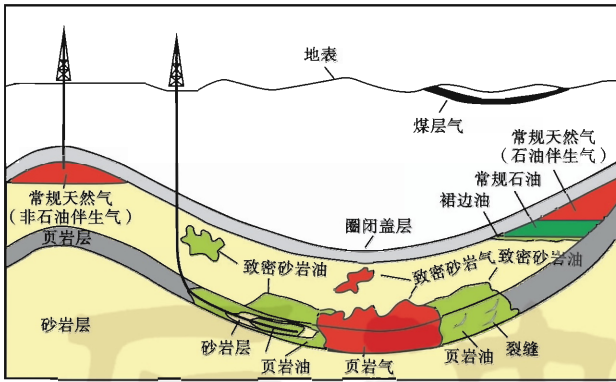 地表
煤层气
常规天然气
（石油伴生气）
常规石油
裙边油
常规天然气
（非石油伴生气）
页岩层
圈闭盖层
致密砂岩油
致密砂岩气
致密砂岩油
砂岩层
砂岩层
页岩油
页岩气
页岩油
裂缝